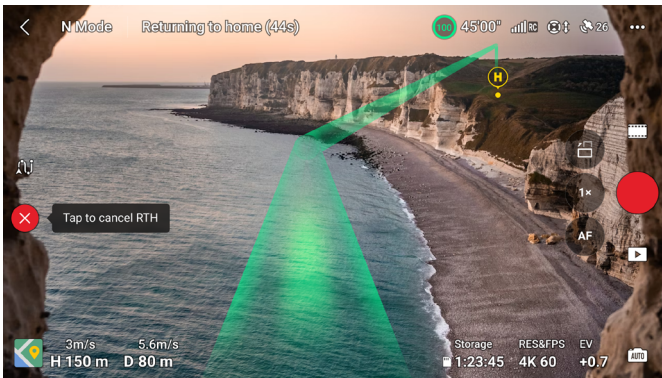 N Mode
Returning to home (44s)
100
45'00"
RC
26
H
1×
Tap to cancel RTH
AF
3m/s
5.6m/s
H 150 m
D 80 m
Storage
RES&FPS
EV
1:23:45
4K 60
+0.7
AUTO